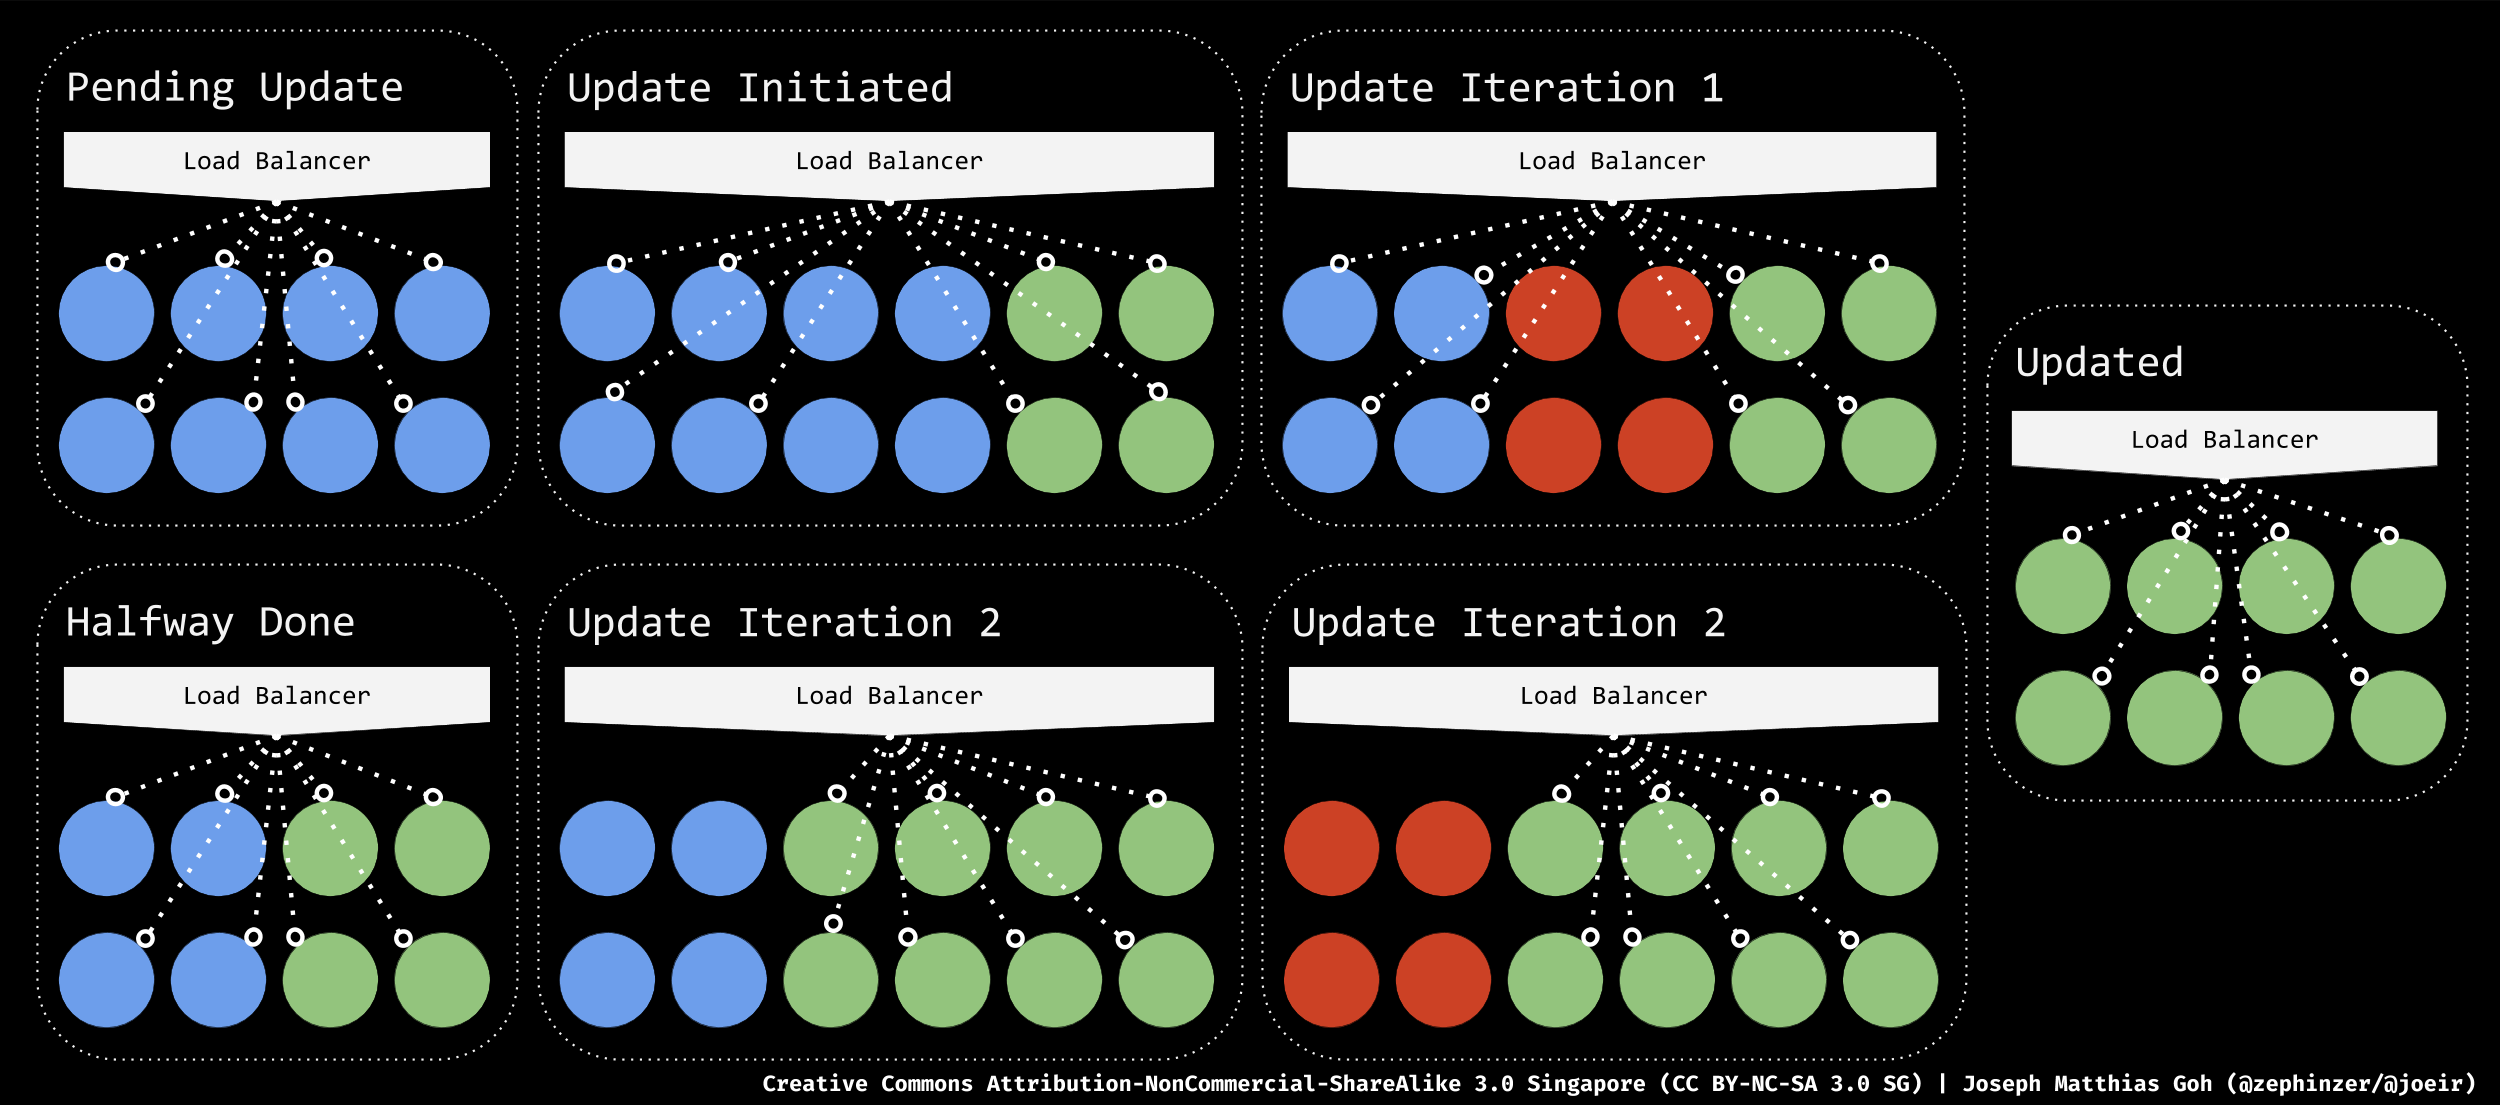 Pending Update
Load Balancer
Update Initiated
Load Balancer
Update Iteration 1
Load Balancer
Halfway Done
Load Balancer
Update Iteration 2
Load Balancer
Update Iteration 2
Load Balancer
Updated
Load Balancer
Creative Commons Attribution-NonCommercial-ShareAlike 3.0 Singapore (CC BY-NC-SA 3.0 SG) | Joseph Matthias Goh (@zephinzer/@joeir)